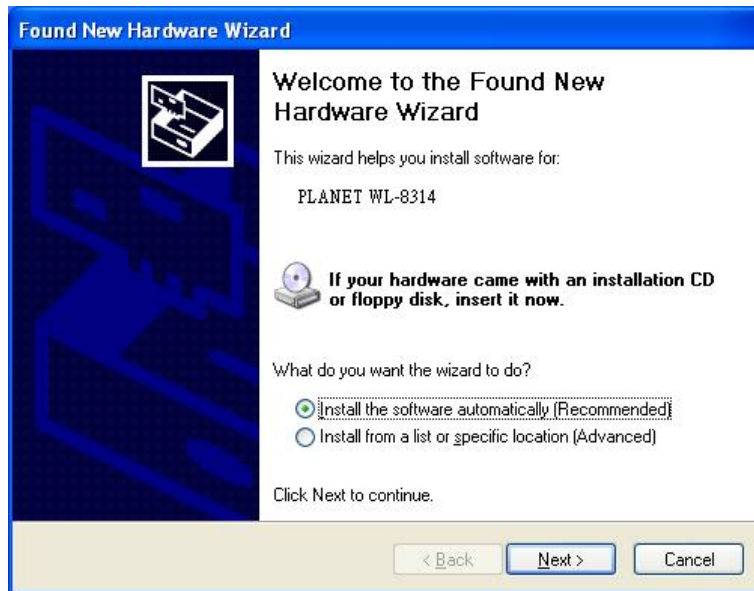 Found New Hardware Wizard
Welcome to the Found New
Hardware Wizard
This wizard helps you install software for:
PLANET WL-8314
If your hardware came with an installation CD
or floppy disk, insert it now.
What do you want the wizard to do?
Install the software automatically (Recommended)
Install from a list or specific location (Advanced)
Click Next to continue.
< Back Next > Cancel